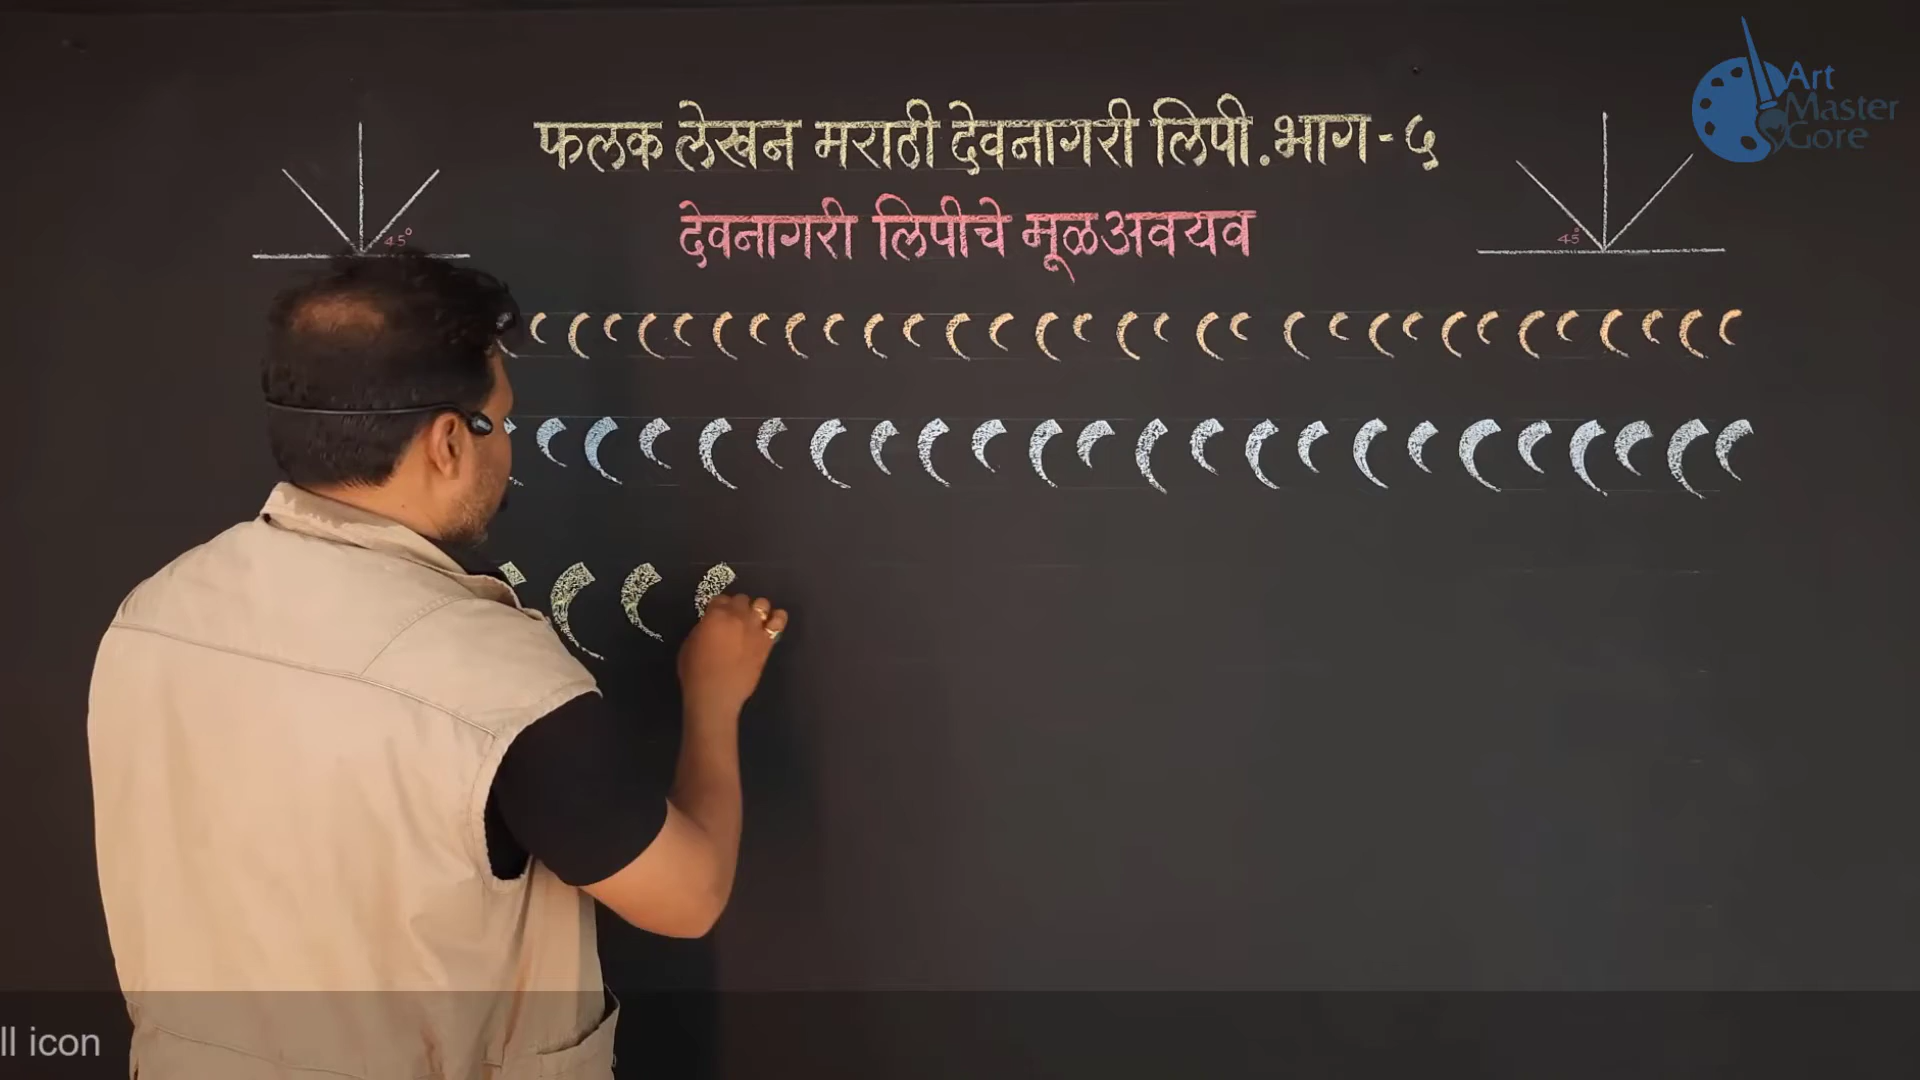 Art
Master
Gore
फलक लेखन मराठी देवनागरी लिपी. भाग - ५
देवनागरी लिपीचे मूळअवयव
45°
45°
ll icon